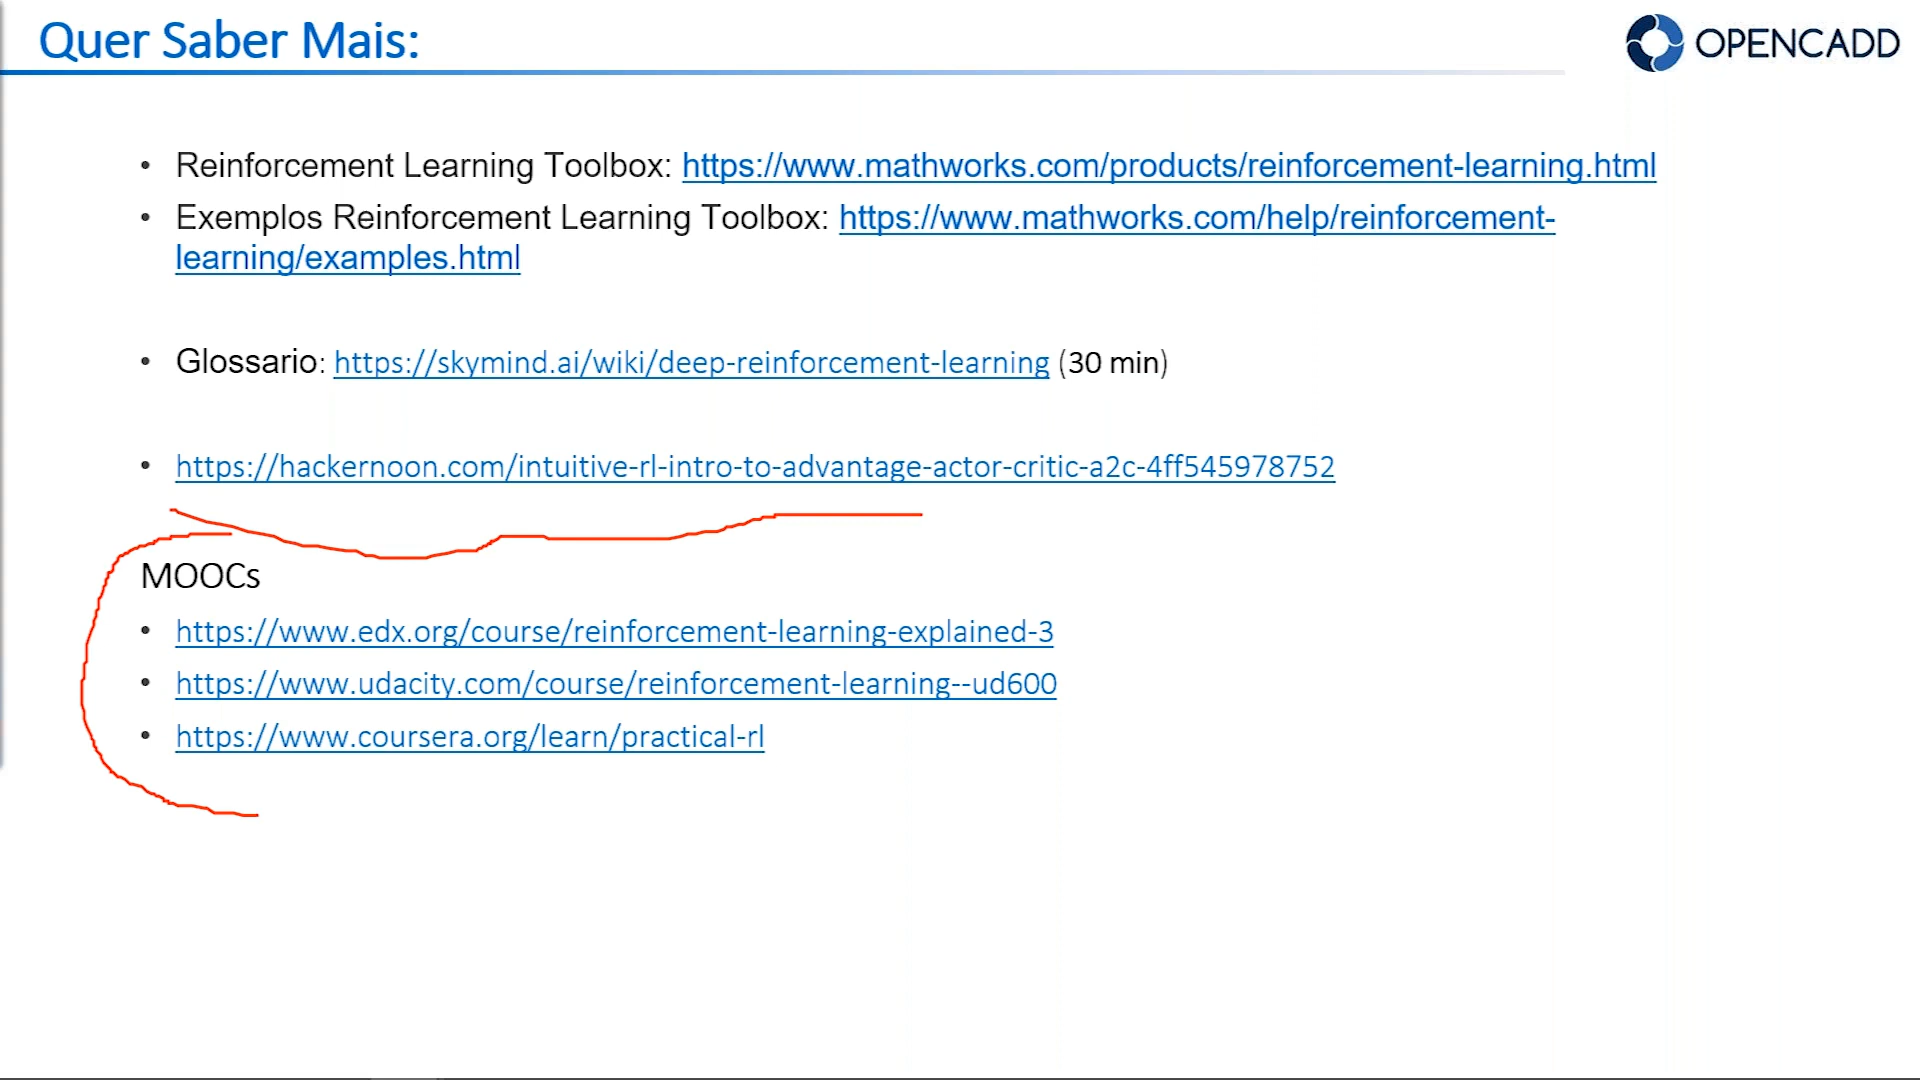 Quer Saber Mais:
OPENCADD
• Reinforcement Learning Toolbox: https://www.mathworks.com/products/reinforcement-learning.html
• Exemplos Reinforcement Learning Toolbox: https://www.mathworks.com/help/reinforcement-
learning/examples.html
• Glossario: https://skymind.ai/wiki/deep-reinforcement-learning (30 min)
• https://hackernoon.com/intuitive-rl-intro-to-advantage-actor-critic-a2c-4ff545978752
MOOCs
• https://www.edx.org/course/reinforcement-learning-explained-3
• https://www.udacity.com/course/reinforcement-learning--ud600
• https://www.coursera.org/learn/practical-rl